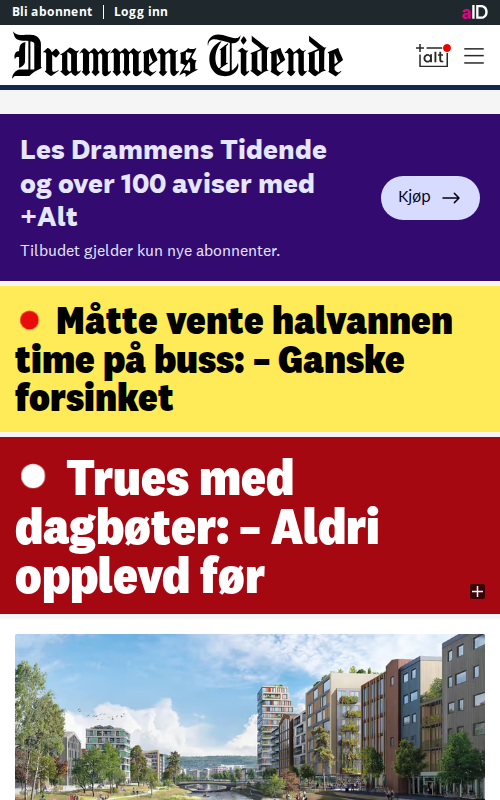 Bli abonnent
Logg inn
aID
Drammens Tidende
+alt
Les Drammens Tidende
og over 100 aviser med
+Alt
Kjøp →
Tilbudet gjelder kun nye abonnenter.
Måtte vente halvannen
time på buss: – Ganske
forsinket
Trues med
dagbøter: – Aldri
opplevd før
+